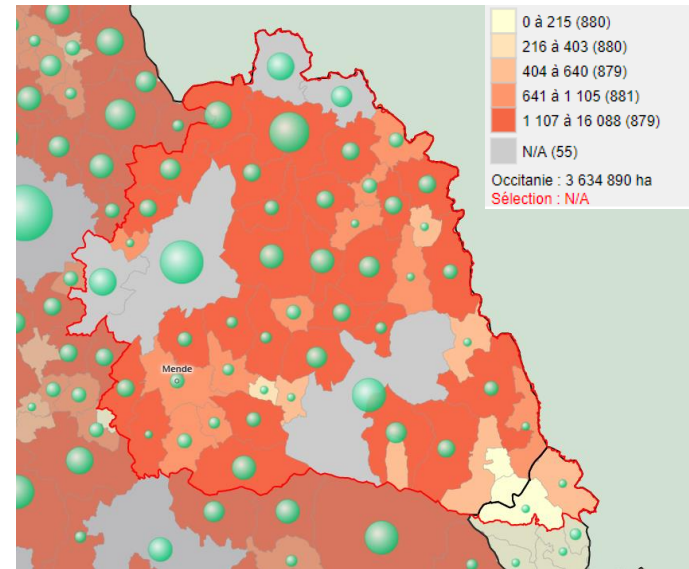 0 à 215 (880)
216 à 403 (880)
404 à 640 (879)
641 à 1 105 (881)
1 107 à 16 088 (879)
N/A (55)
Occitanie : 3 634 890 ha
Sélection : N/A
Mende